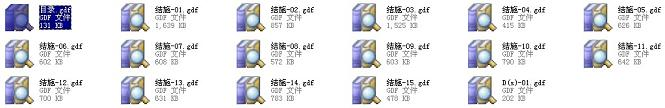 目录.gdf
GDF 文件
131 KB
结施-01.gdf
GDF 文件
1,639 KB
结施-02.gdf
GDF 文件
857 KB
结施-03.gdf
GDF 文件
1,525 KB
结施-04.gdf
GDF 文件
415 KB
结施-05.gdf
GDF 文件
626 KB
结施-06.gdf
GDF 文件
602 KB
结施-07.gdf
GDF 文件
608 KB
结施-08.gdf
GDF 文件
572 KB
结施-09.gdf
GDF 文件
603 KB
结施-10.gdf
GDF 文件
790 KB
结施-11.gdf
GDF 文件
642 KB
结施-12.gdf
GDF 文件
700 KB
结施-13.gdf
GDF 文件
631 KB
结施-14.gdf
GDF 文件
783 KB
结施-15.gdf
GDF 文件
478 KB
D(s)-01.gdf
GDF 文件
202 KB